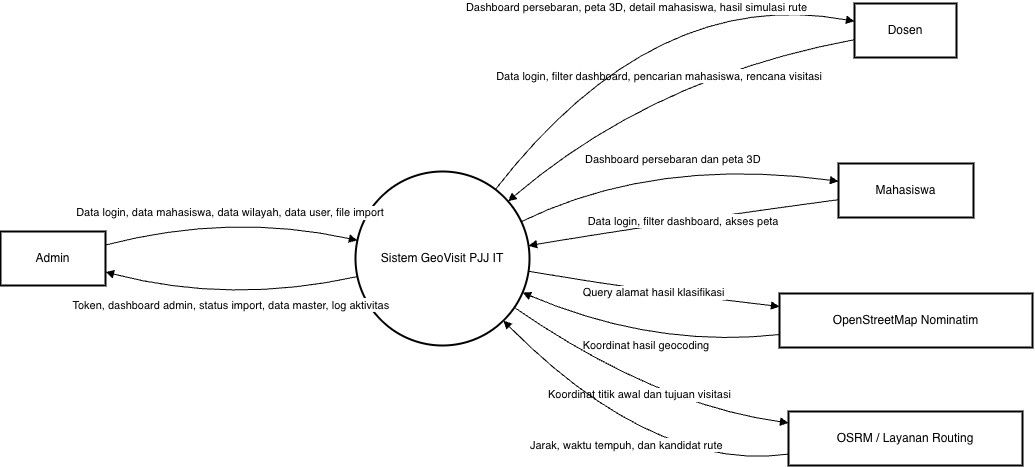 Dashboard persebaran, peta 3D, detail mahasiswa, hasil simulasi rute
Dosen
Data login, filter dashboard, pencarian mahasiswa, rencana visitasi
Dashboard persebaran dan peta 3D
Mahasiswa
Data login, filter dashboard, akses peta
Data login, data mahasiswa, data wilayah, data user, file import
Admin
Sistem GeoVisit PJJ IT
Token, dashboard admin, status import, data master, log aktivitas
Query alamat hasil klasifikasi
OpenStreetMap Nominatim
Koordinat hasil geocoding
Koordinat titik awal dan tujuan visitasi
OSRM / Layanan Routing
Jarak, waktu tempuh, dan kandidat rute